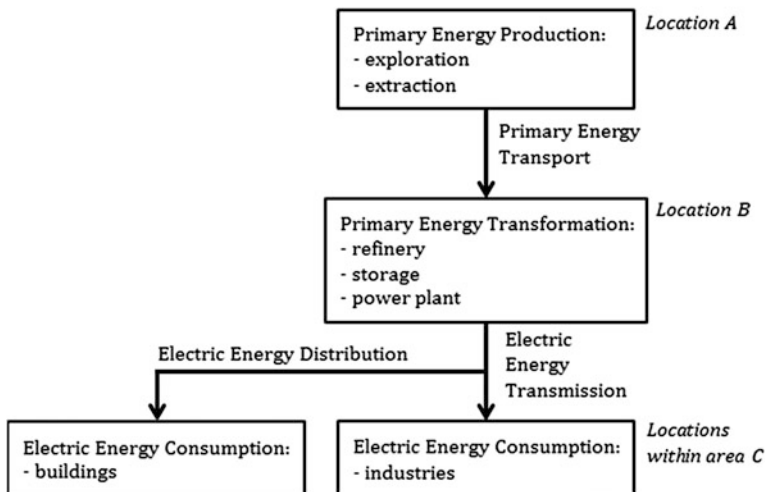 Location A
Primary Energy Production:
- exploration
- extraction
Primary Energy
Transport
Location B
Primary Energy Transformation:
- refinery
- storage
- power plant
Electric Energy Distribution
Electric
Energy
Transmission
Electric Energy Consumption:
- buildings
Electric Energy Consumption:
- industries
Locations
within area C